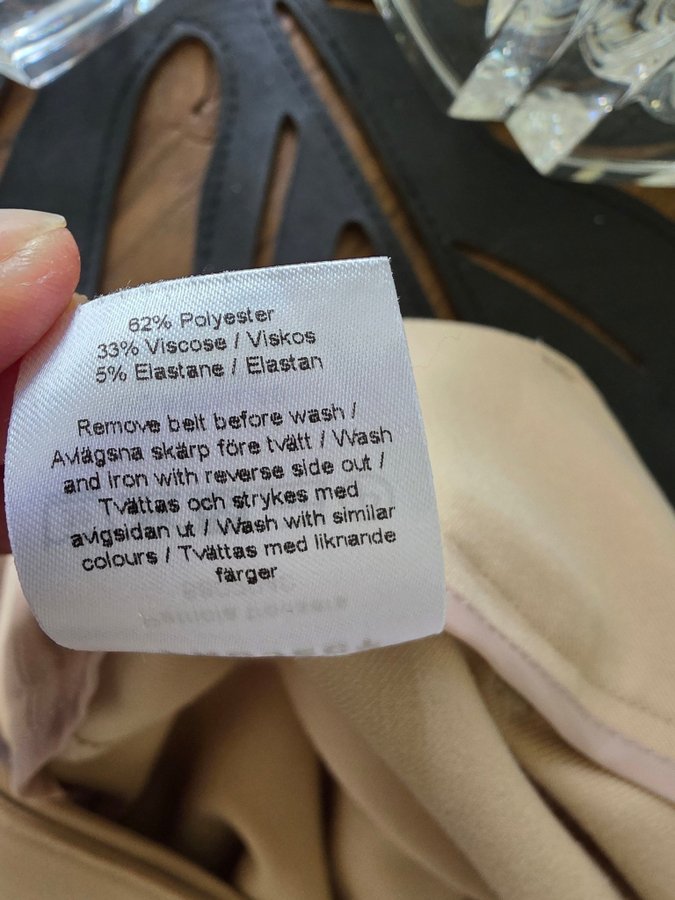 62% Polyester
33% Viscose / Viskos
5% Elastane / Elastan
Remove belt before wash /
Avlägsna skärp före tvätt / Wash
and iron with reverse side out /
Tvättas och strykes med
avigsidan ut / Wash with similar
colours / Tvättas med liknande
färger